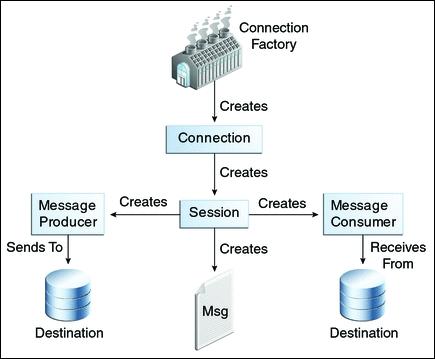 Connection
Factory
Creates
Connection
Creates
Message
Producer
Creates
Session
Creates
Message
Consumer
Sends To
Creates
Receives
From
Msg
Destination
Destination